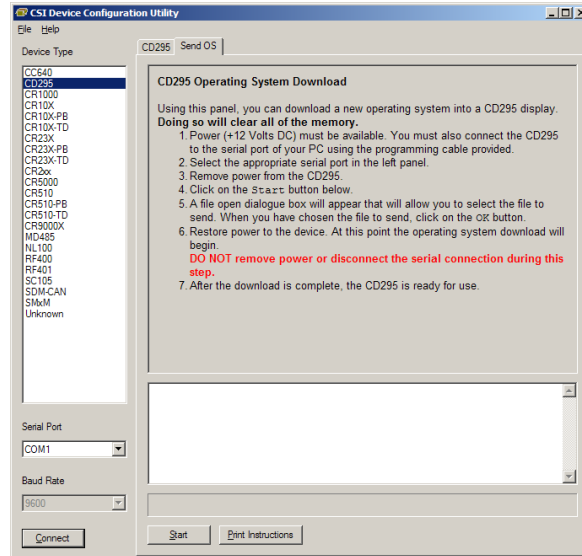 CSI Device Configuration Utility
File Help
Device Type
CC640
CD295
CR1000
CR10X
CR10X-PB
CR10X-TD
CR23X
CR23X-PB
CR23X-TD
CR2xx
CR5000
CR510
CR510-PB
CR510-TD
CR9000X
MD485
NL100
RF400
RF401
SC105
SDM-CAN
SMxM
Unknown
Serial Port
COM1
Baud Rate
9600
Connect
CD295 Send OS
CD295 Operating System Download
Using this panel, you can download a new operating system into a CD295 display.
Doing so will clear all of the memory.
1. Power (+12 Volts DC) must be available. You must also connect the CD295
to the serial port of your PC using the programming cable provided.
2. Select the appropriate serial port in the left panel.
3. Remove power from the CD295.
4. Click on the Start button below.
5. A file open dialogue box will appear that will allow you to select the file to
send. When you have chosen the file to send, click on the OK button.
6. Restore power to the device. At this point the operating system download will
begin.
DO NOT remove power or disconnect the serial connection during this
step.
7. After the download is complete, the CD295 is ready for use.
Start Print Instructions